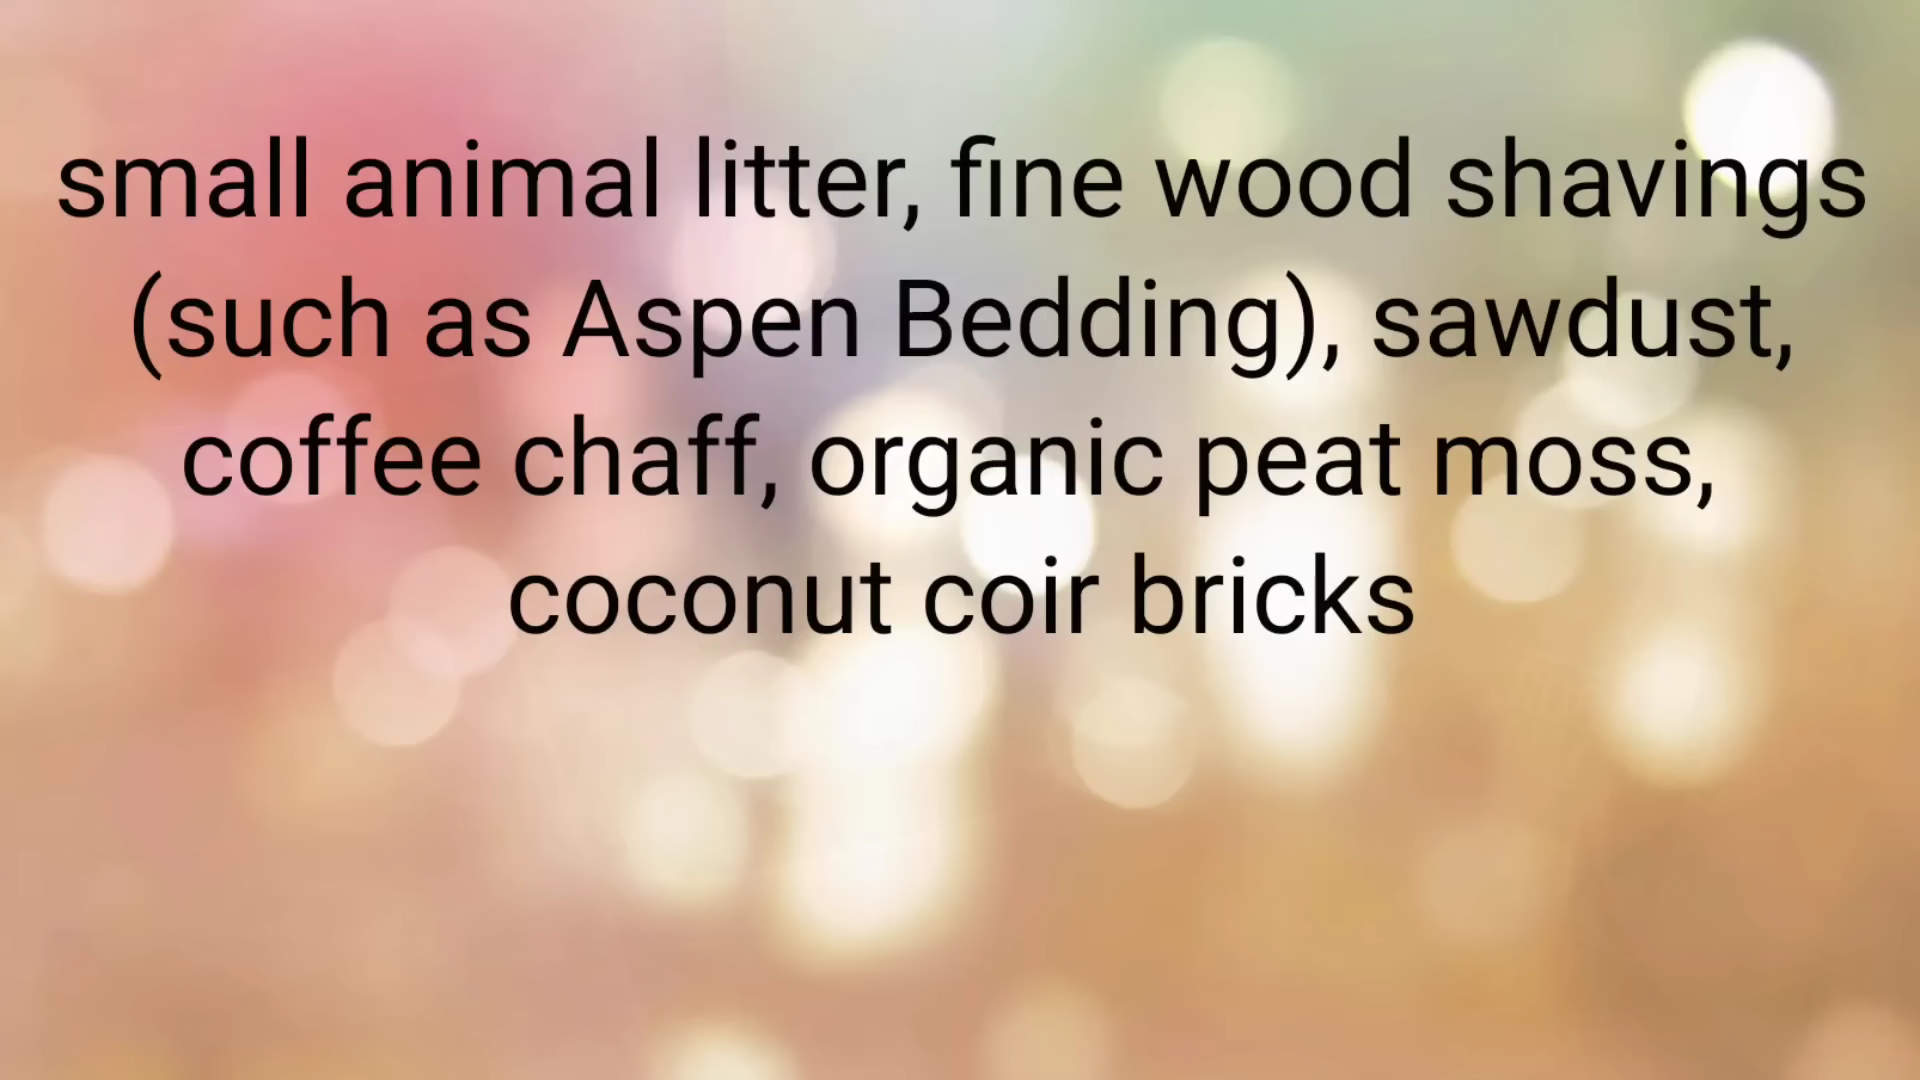 small animal litter, fine wood shavings
(such as Aspen Bedding), sawdust,
coffee chaff, organic peat moss,
coconut coir bricks